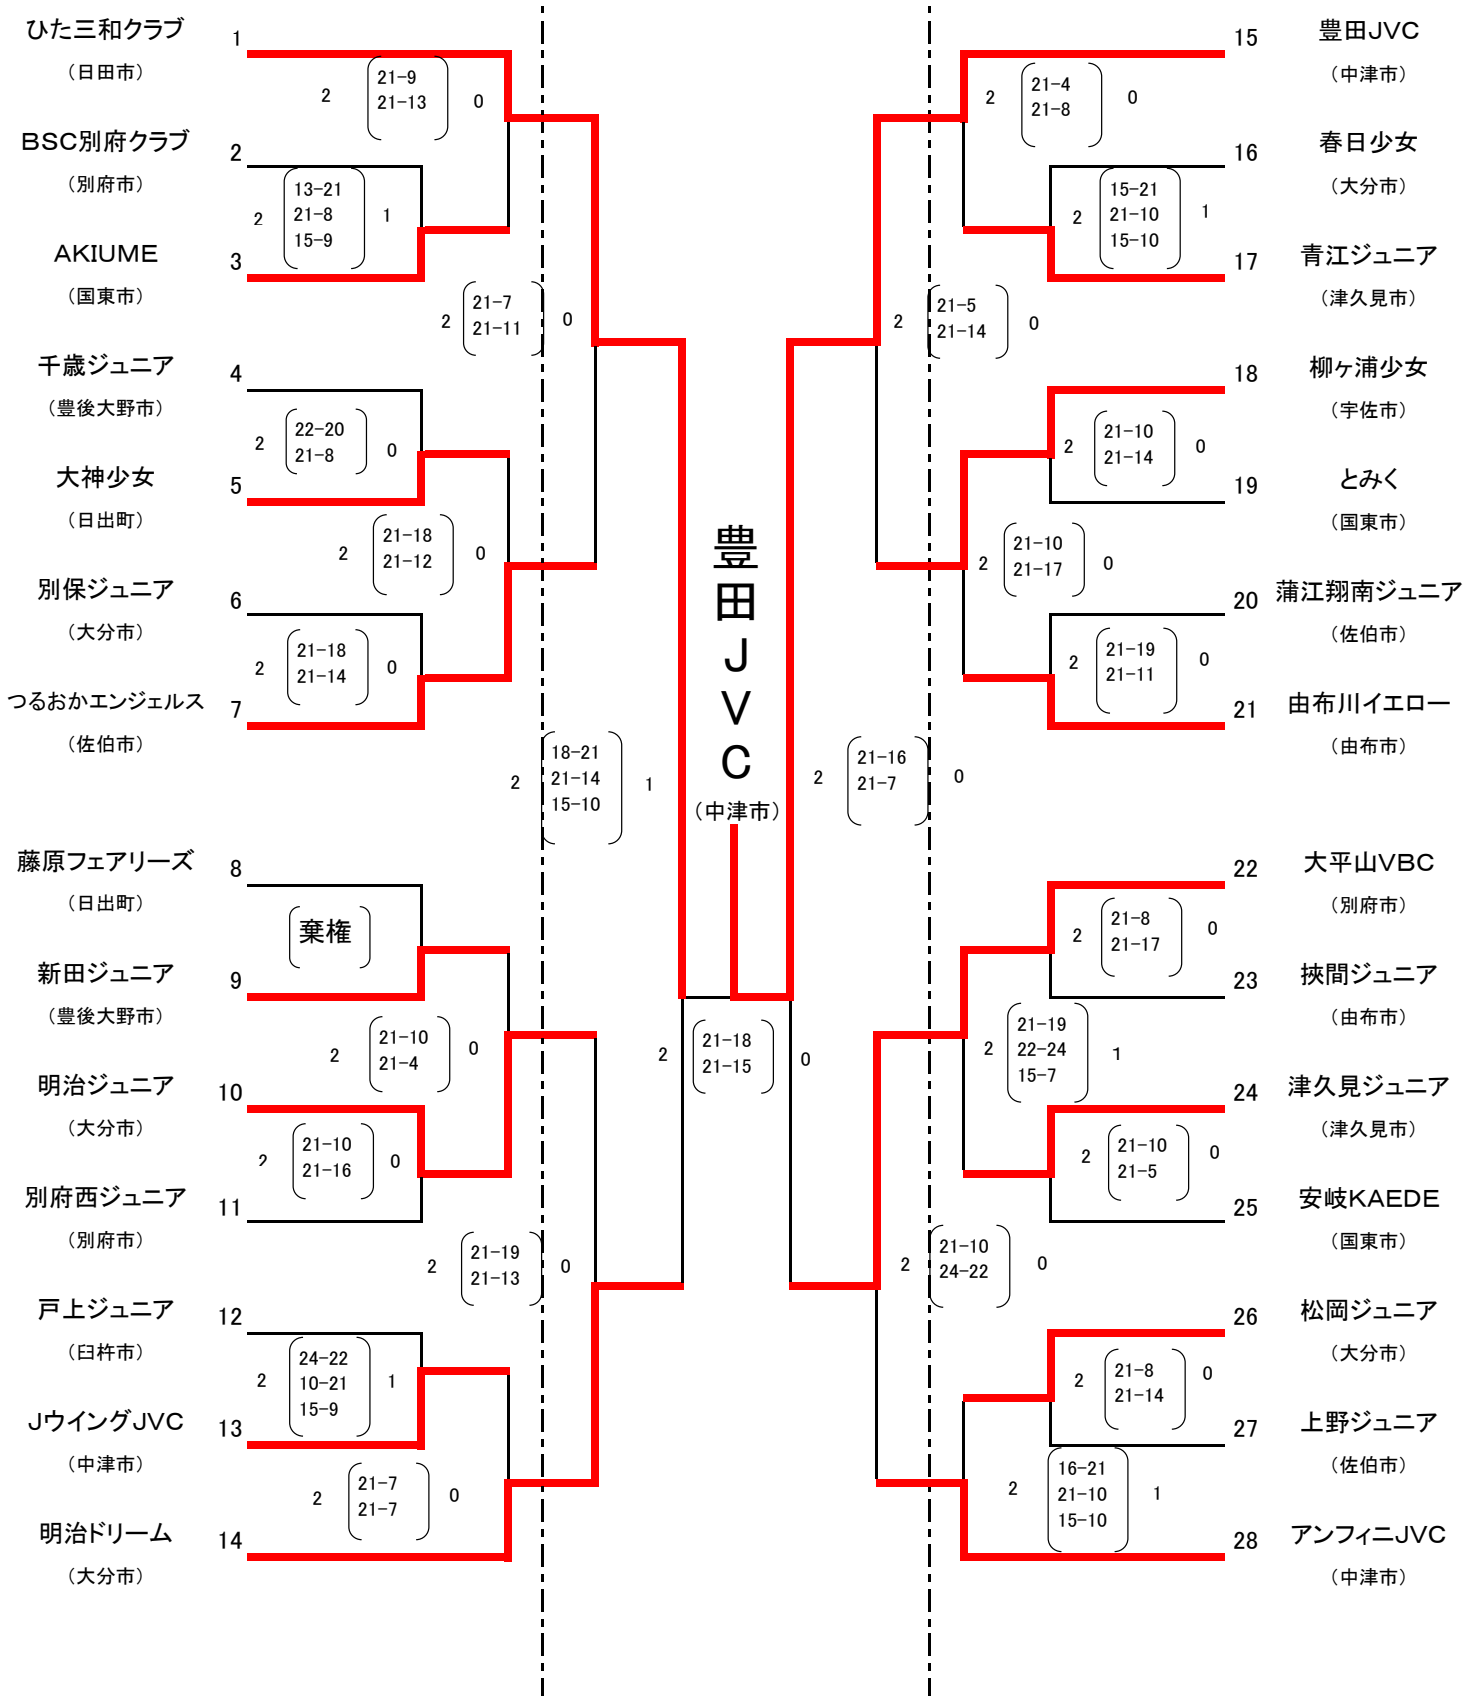 ひた三和クラブ 1
（日田市）
2 21−9 0
21−13
BSC別府クラブ 2
（別府市）
13−21
2 21−8 1
15−9
AKIUME 3
（国東市）
2 21−7 0
21−11
千歳ジュニア 4
（豊後大野市）
2 22−20 0
21−8
大神少女 5
（日出町）
2 21−18 0
21−12
別保ジュニア 6
（大分市）
2 21−18 0
21−14
つるおかエンジェルス 7
（佐伯市）
18−21
2 21−14 1
15−10
藤原フェアリーズ 8
（日出町）
棄権
新田ジュニア 9
（豊後大野市）
2 21−10 0
21−4
明治ジュニア 10
（大分市）
2 21−10 0
21−16
別府西ジュニア 11
（別府市）
2 21−19 0
21−13
戸上ジュニア 12
（臼杵市）
24−22
2 10−21 1
15−9
JウイングJVC 13
（中津市）
2 21−7 0
21−7
明治ドリーム 14
（大分市）
豊田JVC
（中津市）
2 21−18 0
21−15
15 豊田JVC
（中津市）
2 21−4 0
21−8
16 春日少女
（大分市）
15−21
2 21−10 1
15−10
17 青江ジュニア
（津久見市）
2 21−5 0
21−14
18 柳ヶ浦少女
（宇佐市）
2 21−10 0
21−14
19 とみく
（国東市）
2 21−10 0
21−17
20 蒲江翔南ジュニア
（佐伯市）
2 21−19 0
21−11
21 由布川イエロー
（由布市）
2 21−16 0
21−7
22 大平山VBC
（別府市）
2 21−8 0
21−17
23 挾間ジュニア
（由布市）
21−19
2 22−24 1
15−7
24 津久見ジュニア
（津久見市）
2 21−10 0
21−5
25 安岐KAEDE
（国東市）
2 21−10 0
24−22
26 松岡ジュニア
（大分市）
2 21−8 0
21−14
27 上野ジュニア
（佐伯市）
16−21
2 21−10 1
15−10
28 アンフィニJVC
（中津市）